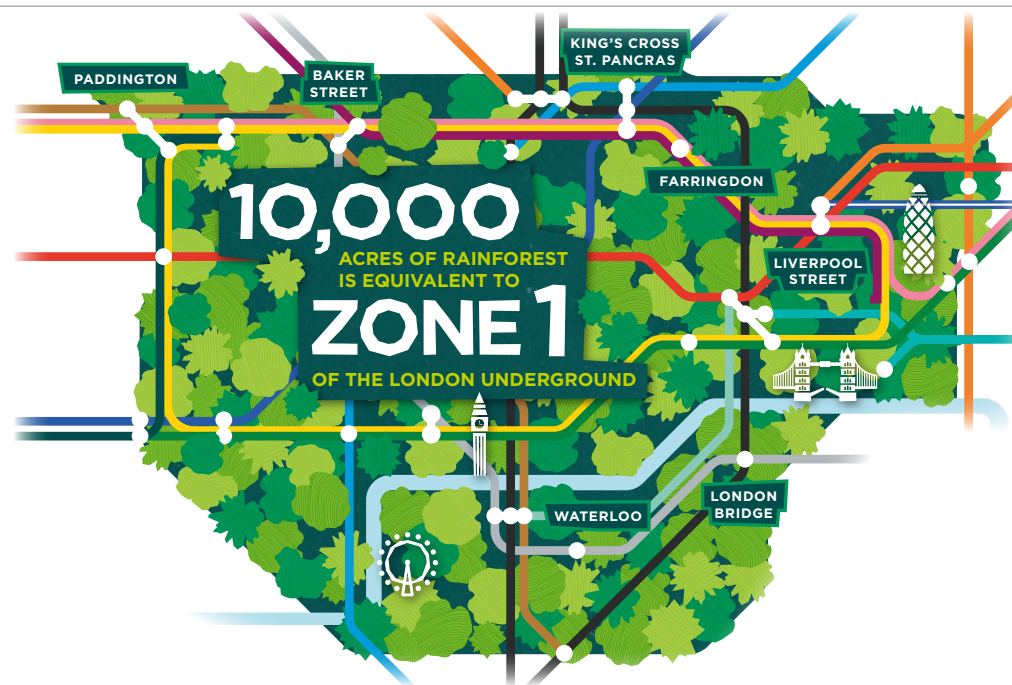 PADDINGTON
BAKER
STREET
KING'S CROSS
ST. PANCRAS
FARRINGDON
10,000
ACRES OF RAINFOREST
IS EQUIVALENT TO
ZONE 1
OF THE LONDON UNDERGROUND
LIVERPOOL
STREET
WATERLOO
LONDON
BRIDGE